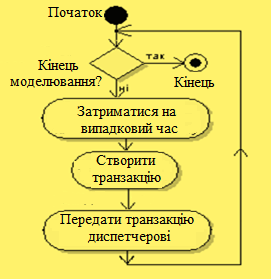 Початок
так
Кінець
моделювання?
Кінець
ні
Затриматися на
випадковий час
Створити
транзакцію
Передати транзакцію
диспетчерові